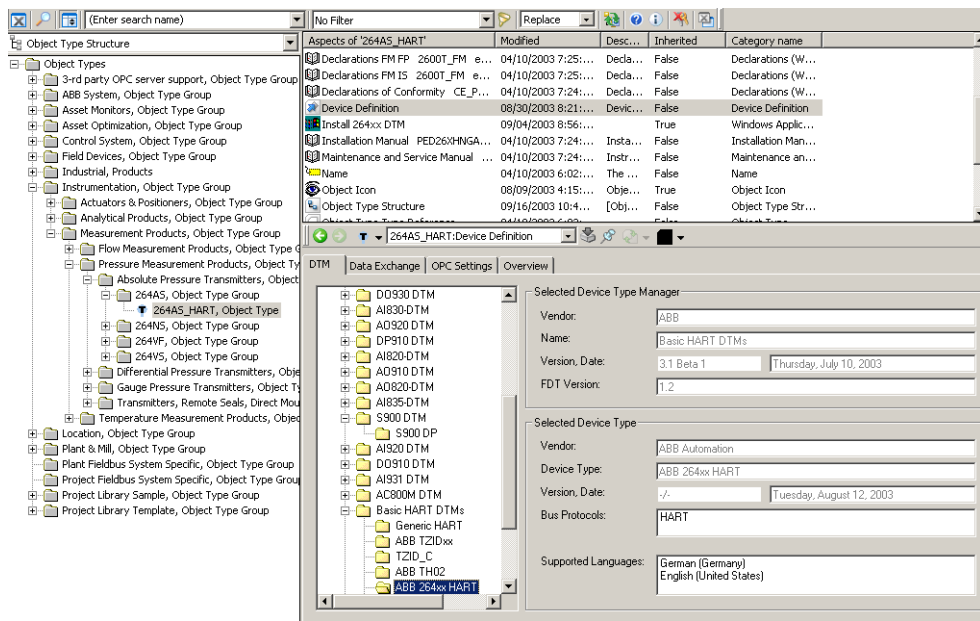 (Enter search name)
No Filter
Replace
Object Type Structure
Object Types
3-rd party OPC server support, Object Type Group
ABB System, Object Type Group
Asset Monitors, Object Type Group
Asset Optimization, Object Type Group
Control System, Object Type Group
Field Devices, Object Type Group
Industrial, Products
Instrumentation, Object Type Group
Actuators & Positioners, Object Type Group
Analytical Products, Object Type Group
Measurement Products, Object Type Group
Flow Measurement Products, Object Type G
Pressure Measurement Products, Object Ty
Absolute Pressure Transmitters, Object
264AS, Object Type Group
264AS_HART, Object Type
264NS, Object Type Group
264VF, Object Type Group
264VS, Object Type Group
Differential Pressure Transmitters, Obje
Gauge Pressure Transmitters, Object Ty
Transmitters, Remote Seals, Direct Mou
Temperature Measurement Products, Objec
Location, Object Type Group
Plant & Mill, Object Type Group
Plant Fieldbus System Specific, Object Type Group
Project Fieldbus System Specific, Object Type Grou
Project Library Sample, Object Type Group
Project Library Template, Object Type Group
Aspects of '264AS_HART' Modified Desc... Inherited Category name
Declarations FM FP 2600T_FM e... 04/10/2003 7:25:... Decla... False Declarations (W...
Declarations FM IS 2600T_FM e... 04/10/2003 7:25:... Decla... False Declarations (W...
Declarations of Conformity CE_P... 04/10/2003 7:24:... Decla... False Declarations (W...
Device Definition 08/30/2003 8:21:... Devic... False Device Definition
Install 264xx DTM 09/04/2003 8:56:... True Windows Applic...
Installation Manual PED26XHNGA... 04/10/2003 7:24:... Insta... False Installation Man...
Maintenance and Service Manual ... 04/10/2003 7:24:... Instr... False Maintenance an...
Name 04/10/2003 6:02:... The ... False Name
Object Icon 08/09/2003 4:15:... Obje... True Object Icon
Object Type Structure 09/16/2003 10:4... [Obj... False Object Type Str...
264AS_HART:Device Definition
DTM Data Exchange OPC Settings Overview
DO930 DTM
AI830-DTM
AO920 DTM
DP910 DTM
AI820-DTM
AO910 DTM
AO820-DTM
AI835-DTM
S900 DTM
S900 DP
AI920 DTM
DO910 DTM
AI931 DTM
AC800M DTM
Basic HART DTMs
Generic HART
ABB TZIDxx
TZID_C
ABB TH02
ABB 264xx HART
Selected Device Type Manager
Vendor: ABB
Name: Basic HART DTMs
Version, Date: 3.1 Beta 1 Thursday, July 10, 2003
FDT Version: 1.2
Selected Device Type
Vendor: ABB Automation
Device Type: ABB 264xx HART
Version, Date: -/- Tuesday, August 12, 2003
Bus Protocols: HART
Supported Languages: German (Germany)
English (United States)